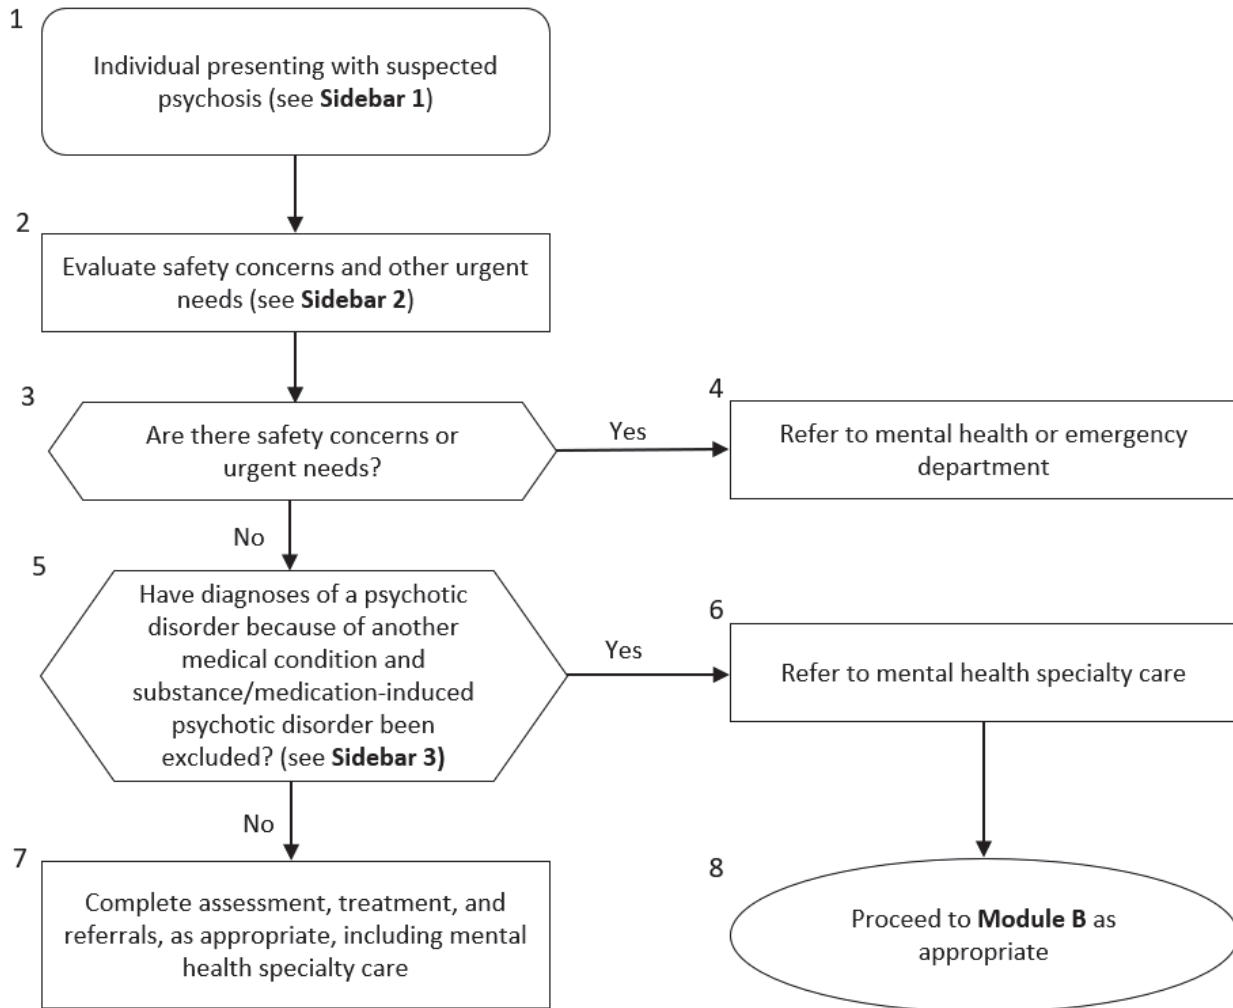 1
Individual presenting with suspected
psychosis (see Sidebar 1)
2
Evaluate safety concerns and other urgent
needs (see Sidebar 2)
3
Are there safety concerns or
urgent needs?
Yes
4
Refer to mental health or emergency
department
No
5
Have diagnoses of a psychotic
disorder because of another
medical condition and
substance/medication-induced
psychotic disorder been
excluded? (see Sidebar 3)
Yes
6
Refer to mental health specialty care
No
7
Complete assessment, treatment, and
referrals, as appropriate, including mental
health specialty care
8
Proceed to Module B as
appropriate